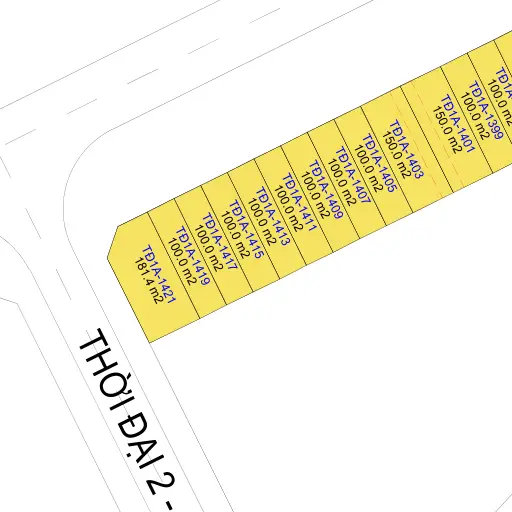 TĐ1A-1421
181.4 m2
TĐ1A-1419
100.0 m2
TĐ1A-1417
100.0 m2
TĐ1A-1415
100.0 m2
TĐ1A-1413
100.0 m2
TĐ1A-1411
100.0 m2
TĐ1A-1409
100.0 m2
TĐ1A-1407
100.0 m2
TĐ1A-1405
100.0 m2
TĐ1A-1403
150.0 m2
TĐ1A-1401
150.0 m2
TĐ1A-1399
100.0 m2
100.0 m2
THỜI ĐẠI 2 -